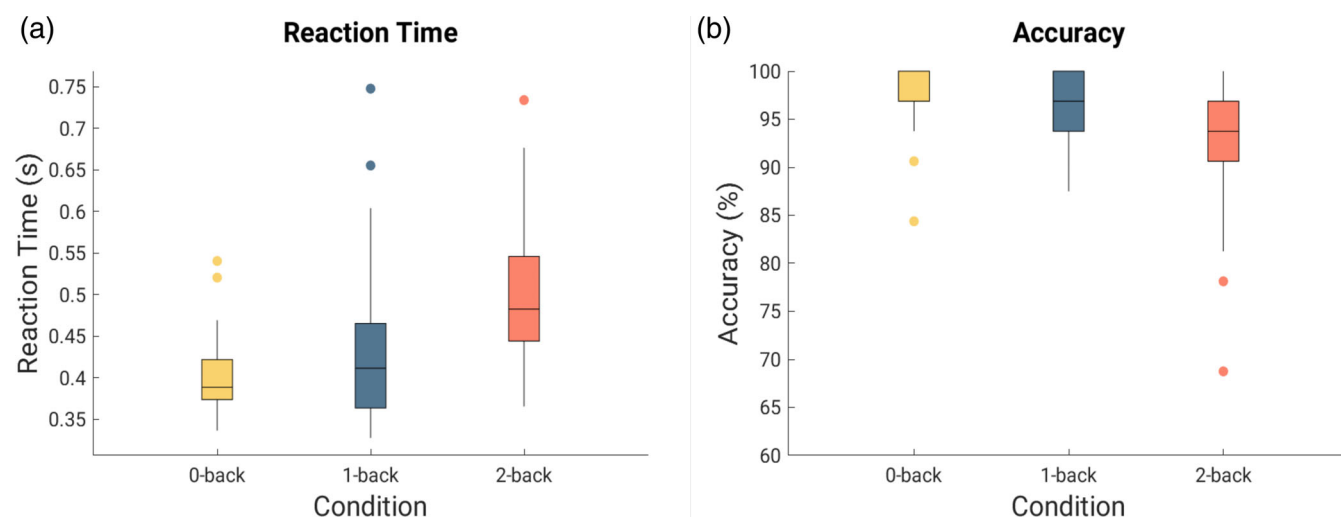 (a)
Reaction Time
Reaction Time (s)
0.75
0.7
0.65
0.6
0.55
0.5
0.45
0.4
0.35
0-back 1-back 2-back
Condition
(b)
Accuracy
Accuracy (%)
100
95
90
85
80
75
70
65
60
0-back 1-back 2-back
Condition